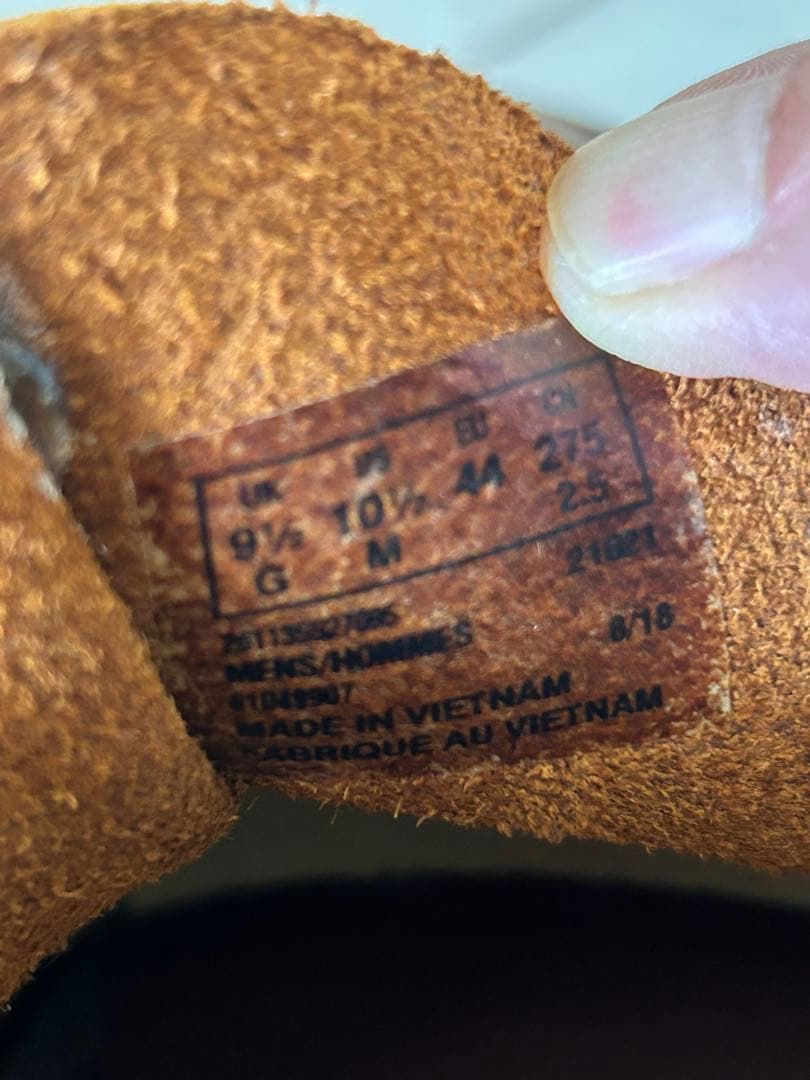 UK US EU CN
9½ 10½ 44 275
G M 2.5
21021
8/18
MENS/HOMMES
MADE IN VIETNAM
FABRIQUE AU VIETNAM